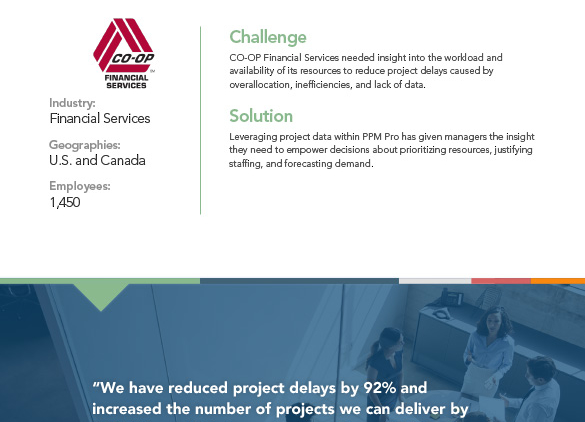 CO-OP
FINANCIAL
SERVICES
Industry:
Financial Services
Geographies:
U.S. and Canada
Employees:
1,450
Challenge
CO-OP Financial Services needed insight into the workload and
availability of its resources to reduce project delays caused by
overallocation, inefficiencies, and lack of data.
Solution
Leveraging project data within PPM Pro has given managers the insight
they need to empower decisions about prioritizing resources, justifying
staffing, and forecasting demand.
“We have reduced project delays by 92% and
increased the number of projects we can deliver by